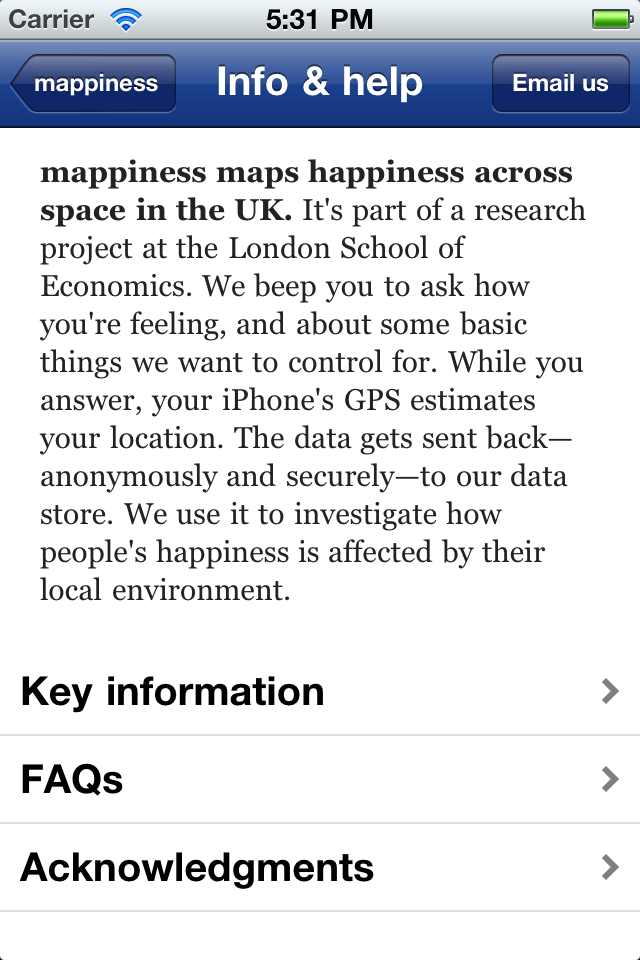 Carrier 5:31 PM
mappiness Info & help Email us
mappiness maps happiness across
space in the UK. It's part of a research
project at the London School of
Economics. We beep you to ask how
you're feeling, and about some basic
things we want to control for. While you
answer, your iPhone's GPS estimates
your location. The data gets sent back—
anonymously and securely—to our data
store. We use it to investigate how
people's happiness is affected by their
local environment.
Key information
FAQs
Acknowledgments